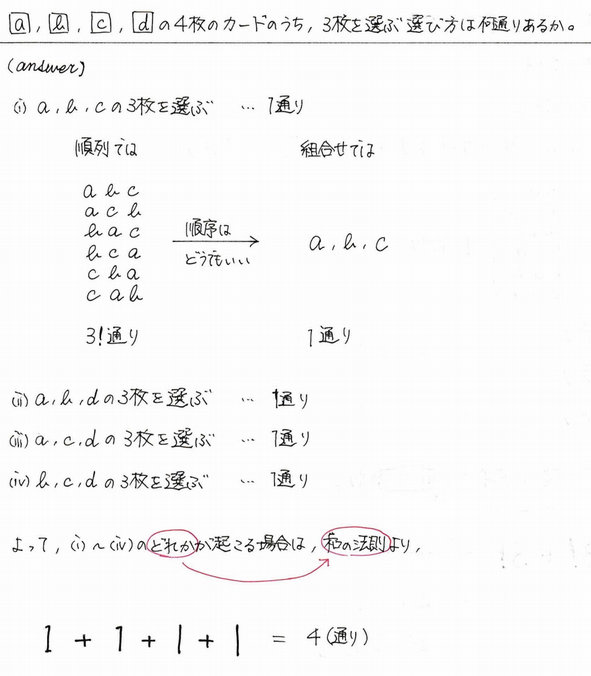 a, b, c, d の4枚のカードのうち, 3枚を選ぶ選び方は何通りあるか。
(answer)
(i) a, b, c の3枚を選ぶ … 1通り
順列では 組合せでは
a b c
a c b
b a c
b c a
c b a
c a b
順序は
どうでもいい
a, b, c
3!通り 1通り
(ii) a, b, d の3枚を選ぶ … 1通り
(iii) a, c, d の3枚を選ぶ … 1通り
(iv) b, c, d の3枚を選ぶ … 1通り
よって, (i)~(iv)のどれかが起こる場合は, 和の法則より,
1 + 1 + 1 + 1 = 4 (通り)